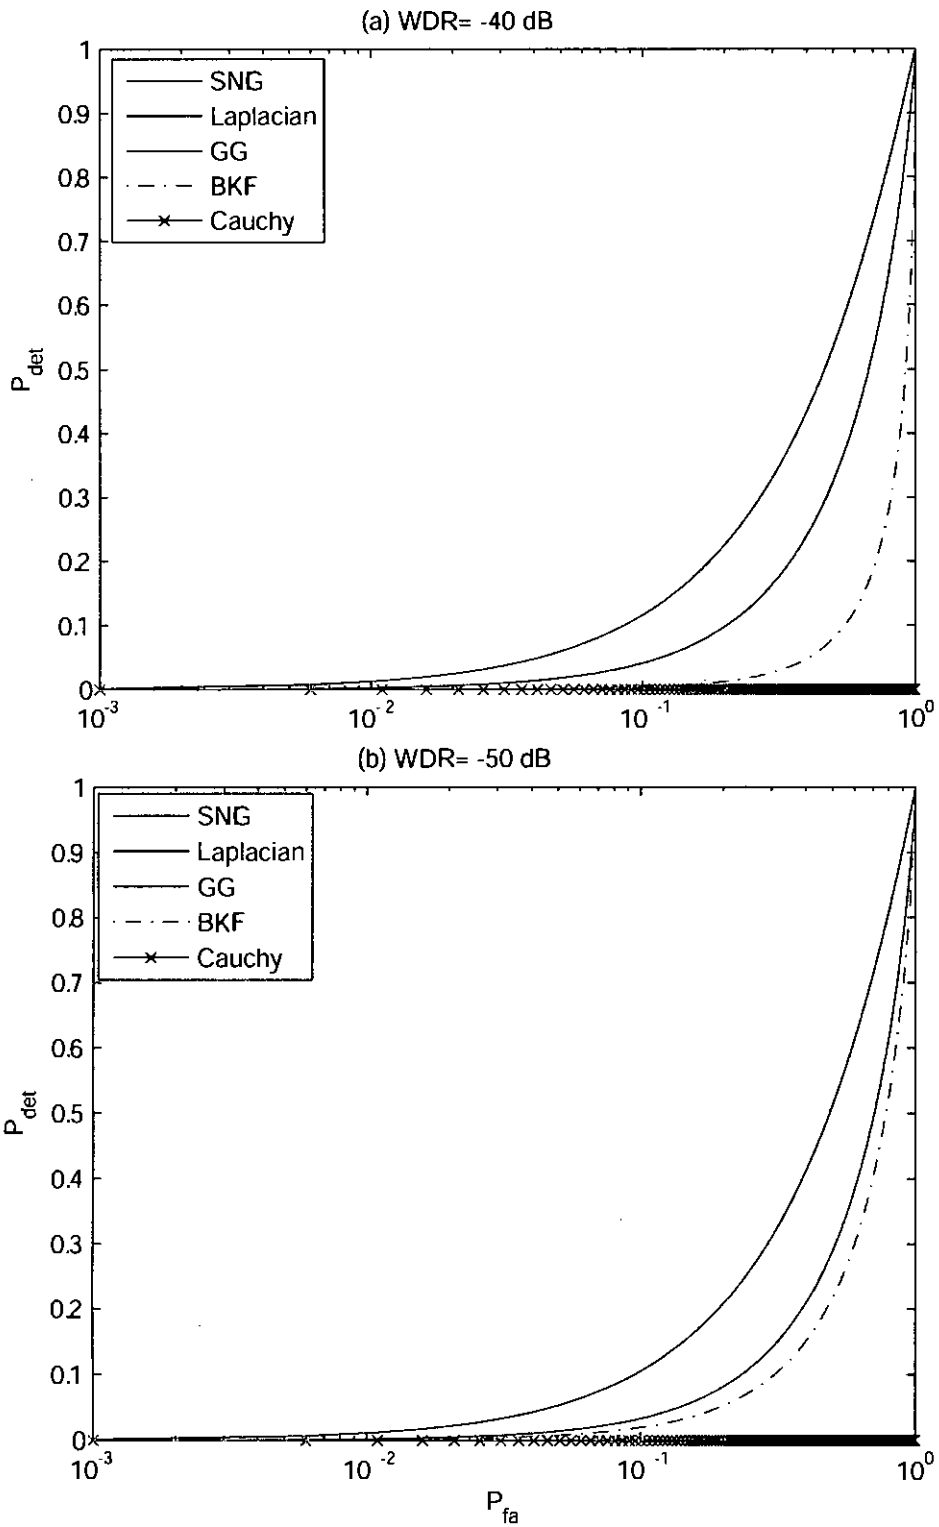 (a) WDR= -40 dB
1
0.9
0.8
0.7
0.6
0.5
0.4
0.3
0.2
0.1
0
P_det
SNG
Laplacian
GG
BKF
Cauchy
10^-3
10^-2
10^-1
10^0
(b) WDR= -50 dB
1
0.9
0.8
0.7
0.6
0.5
0.4
0.3
0.2
0.1
0
P_det
SNG
Laplacian
GG
BKF
Cauchy
10^-3
10^-2
10^-1
10^0
P_fa